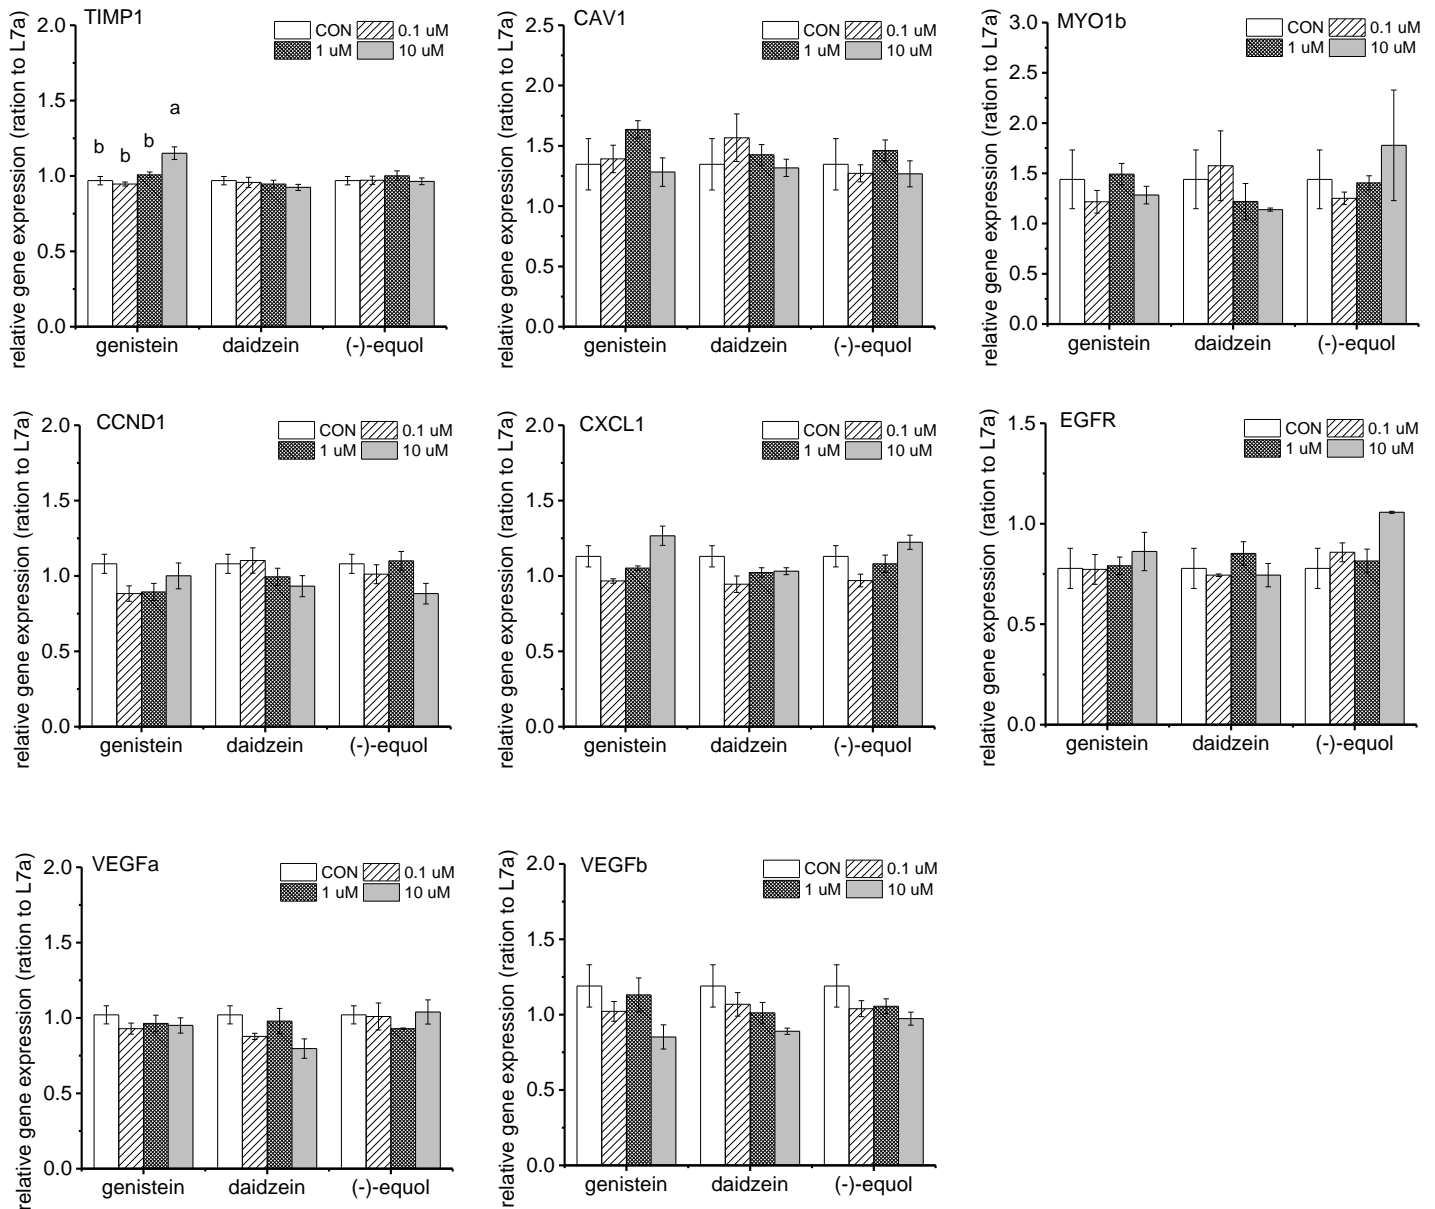 TIMP1
CON 0.1 uM
1 uM 10 uM
relative gene expression (ration to L7a)
2.0
1.5
1.0
0.5
0.0
b b b a
genistein daidzein (-)-equol
CAV1
CON 0.1 uM
1 uM 10 uM
relative gene expression (ration to L7a)
2.5
2.0
1.5
1.0
0.5
0.0
genistein daidzein (-)-equol
MYO1b
CON 0.1 uM
1 uM 10 uM
relative gene expression (ration to L7a)
3.0
2.5
2.0
1.5
1.0
0.5
0.0
genistein daidzein (-)-equol
CCND1
CON 0.1 uM
1 uM 10 uM
relative gene expression (ration to L7a)
2.0
1.5
1.0
0.5
0.0
genistein daidzein (-)-equol
CXCL1
CON 0.1 uM
1 uM 10 uM
relative gene expression (ration to L7a)
2.0
1.5
1.0
0.5
0.0
genistein daidzein (-)-equol
EGFR
CON 0.1 uM
1 uM 10 uM
relative gene expression (ration to L7a)
1.5
1.0
0.5
0.0
genistein daidzein (-)-equol
VEGFa
CON 0.1 uM
1 uM 10 uM
relative gene expression (ration to L7a)
2.0
1.5
1.0
0.5
0.0
genistein daidzein (-)-equol
VEGFb
CON 0.1 uM
1 uM 10 uM
relative gene expression (ration to L7a)
2.0
1.5
1.0
0.5
0.0
genistein daidzein (-)-equol